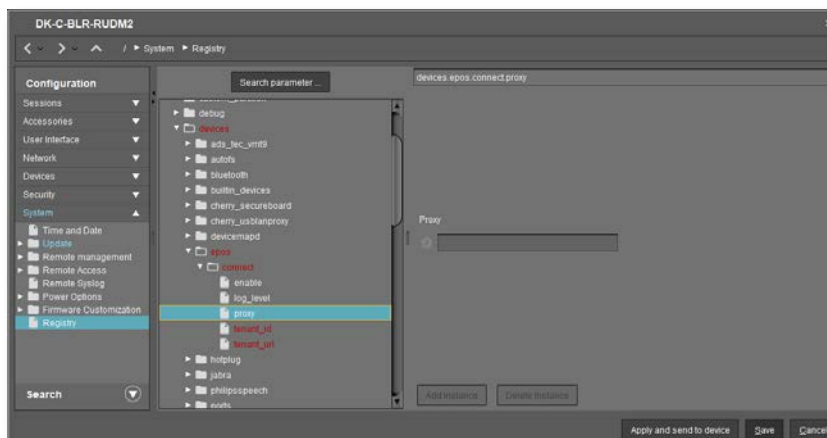 DK-C-BLR-RUDM2
/ ▸ System ▸ Registry
Configuration
Sessions
Accessories
User Interface
Network
Devices
Security
System
Time and Date
Update
Remote management
Remote Access
Remote Syslog
Power Options
Firmware Customization
Registry
Search
Search parameter ...
debug
devices
ads_tec_vmt9
autofs
bluetooth
builtin_devices
cherry_secureboard
cherry_usblanproxy
devicemapd
epos
connect
enable
log_level
proxy
tenant_id
tenant_url
hotplug
jabra
philipsspeech
ports
devices.epos.connect.proxy
Proxy
Add instance
Delete instance
Apply and send to device
Save
Cancel